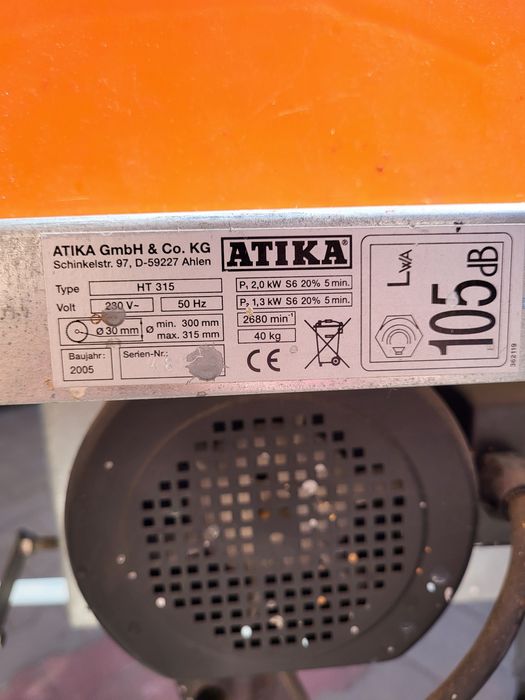 ATIKA GmbH & Co. KG
Schinkelstr. 97, D-59227 Ahlen
ATIKA®
Type HT 315
Volt 230 V~ 50 Hz
Ø 30 mm Ø min. 300 mm
max. 315 mm
Baujahr:
2005
Serien-Nr.:
P₁ 2,0 kW S6 20% 5 min.
P₂ 1,3 kW S6 20% 5 min.
2680 min⁻¹
40 kg
CE
LWA
105 dB
362119